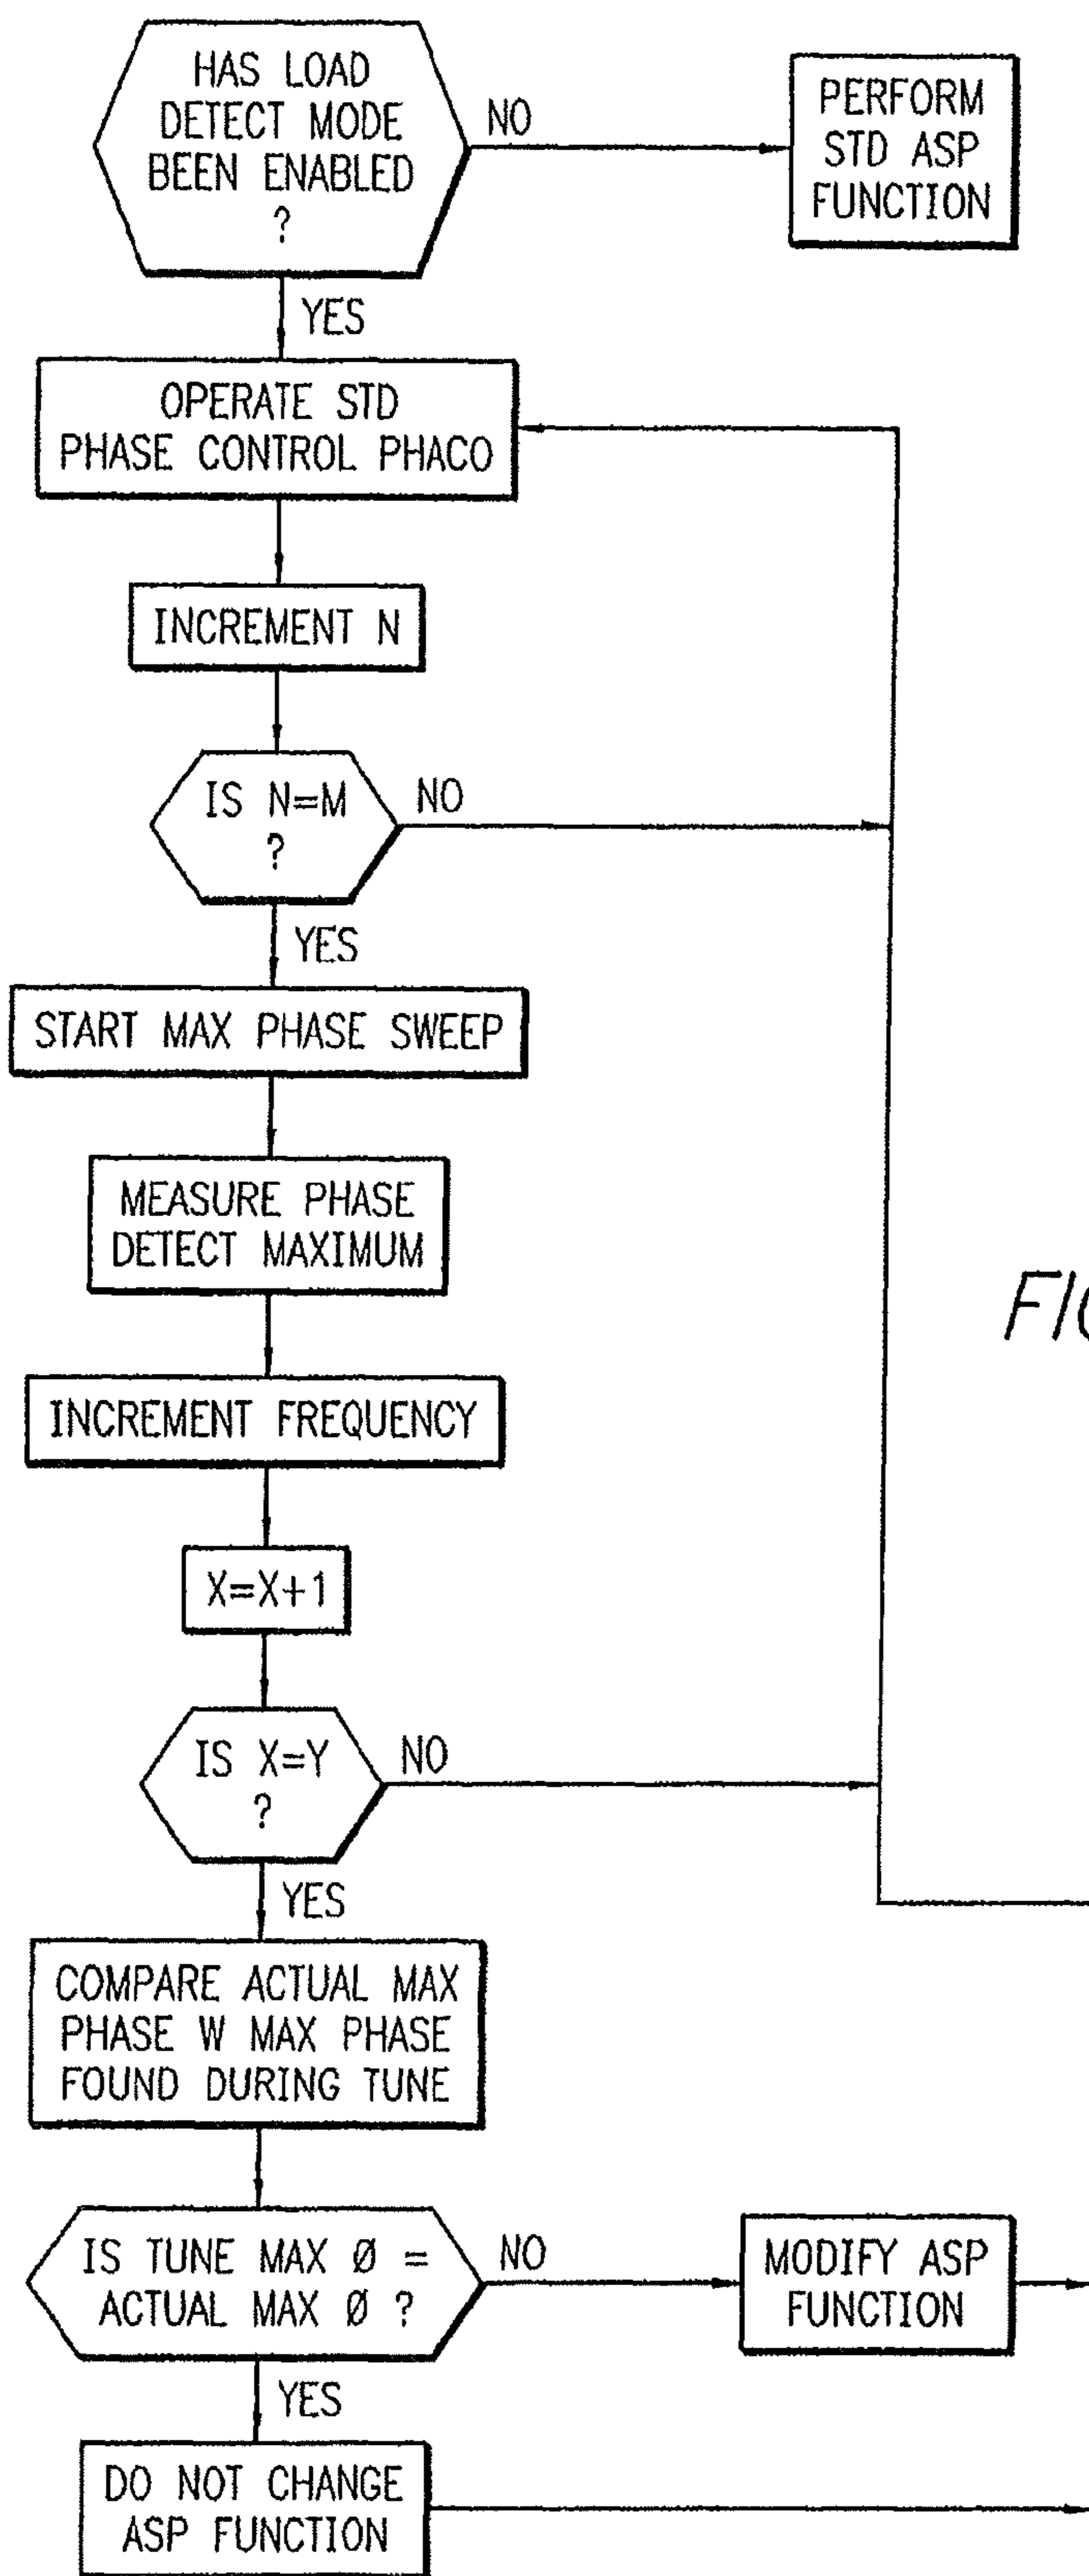 HAS LOAD
DETECT MODE
BEEN ENABLED
?
NO
PERFORM
STD ASP
FUNCTION
YES
OPERATE STD
PHASE CONTROL PHACO
INCREMENT N
IS N=M
?
NO
YES
START MAX PHASE SWEEP
MEASURE PHASE
DETECT MAXIMUM
FIG
INCREMENT FREQUENCY
X=X+1
IS X=Y
?
NO
YES
COMPARE ACTUAL MAX
PHASE W MAX PHASE
FOUND DURING TUNE
IS TUNE MAX Ø =
ACTUAL MAX Ø ?
NO
MODIFY ASP
FUNCTION
YES
DO NOT CHANGE
ASP FUNCTION